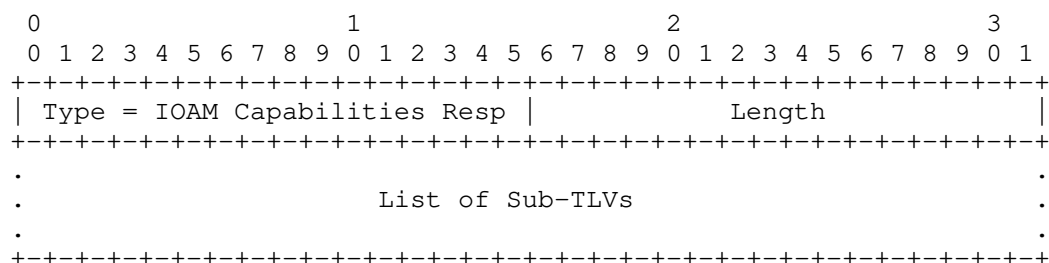 0                   1                   2                   3
 0 1 2 3 4 5 6 7 8 9 0 1 2 3 4 5 6 7 8 9 0 1 2 3 4 5 6 7 8 9 0 1
+-+-+-+-+-+-+-+-+-+-+-+-+-+-+-+-+-+-+-+-+-+-+-+-+-+-+-+-+-+-+-+-+
| Type = IOAM Capabilities Resp |            Length             |
+-+-+-+-+-+-+-+-+-+-+-+-+-+-+-+-+-+-+-+-+-+-+-+-+-+-+-+-+-+-+-+-+
.                                                               .
.                      List of Sub-TLVs                         .
.                                                               .
+-+-+-+-+-+-+-+-+-+-+-+-+-+-+-+-+-+-+-+-+-+-+-+-+-+-+-+-+-+-+-+-+